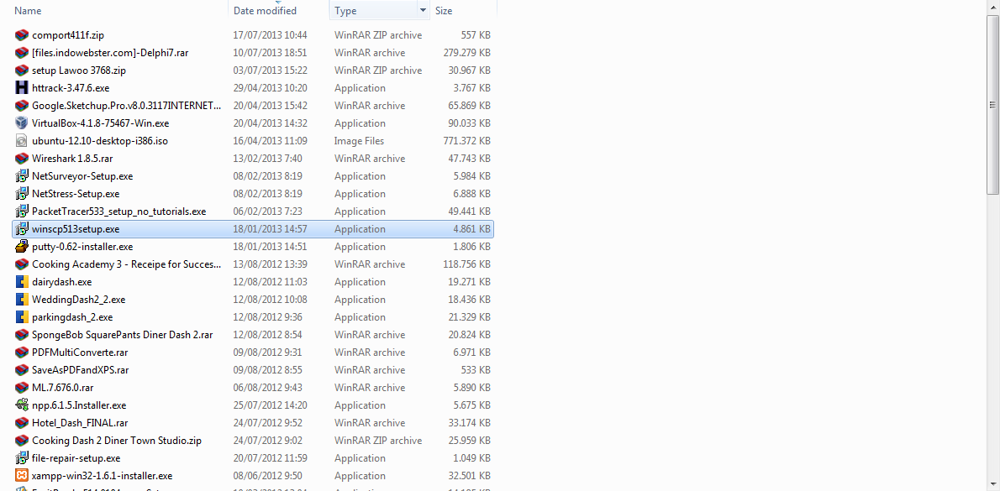 Name Date modified Type Size
comport411f.zip 17/07/2013 10:44 WinRAR ZIP archive 557 KB
[files.indowebster.com]-Delphi7.rar 10/07/2013 18:51 WinRAR archive 279.279 KB
setup Lawoo 3768.zip 03/07/2013 15:22 WinRAR ZIP archive 30.967 KB
httrack-3.47.6.exe 29/04/2013 10:20 Application 3.767 KB
Google.Sketchup.Pro.v8.0.3117INTERNET... 20/04/2013 15:42 WinRAR archive 65.869 KB
VirtualBox-4.1.8-75467-Win.exe 20/04/2013 14:32 Application 90.033 KB
ubuntu-12.10-desktop-i386.iso 16/04/2013 11:09 Image Files 771.372 KB
Wireshark 1.8.5.rar 13/02/2013 7:40 WinRAR archive 47.743 KB
NetSurveyor-Setup.exe 08/02/2013 8:19 Application 5.984 KB
NetStress-Setup.exe 08/02/2013 8:19 Application 6.888 KB
PacketTracer533_setup_no_tutorials.exe 06/02/2013 7:23 Application 49.441 KB
winscp513setup.exe 18/01/2013 14:57 Application 4.861 KB
putty-0.62-installer.exe 18/01/2013 14:51 Application 1.806 KB
Cooking Academy 3 - Receipe for Succes... 13/08/2012 13:39 WinRAR archive 118.756 KB
dairydash.exe 12/08/2012 11:03 Application 19.271 KB
WeddingDash2_2.exe 12/08/2012 10:08 Application 18.436 KB
parkingdash_2.exe 12/08/2012 9:36 Application 21.329 KB
SpongeBob SquarePants Diner Dash 2.rar 12/08/2012 8:54 WinRAR archive 20.824 KB
PDFMultiConverte.rar 09/08/2012 9:31 WinRAR archive 6.971 KB
SaveAsPDFandXPS.rar 09/08/2012 8:55 WinRAR archive 533 KB
ML.7.676.0.rar 06/08/2012 9:43 WinRAR archive 5.890 KB
npp.6.1.5.Installer.exe 25/07/2012 14:20 Application 5.675 KB
Hotel_Dash_FINAL.rar 24/07/2012 9:52 WinRAR archive 33.174 KB
Cooking Dash 2 Diner Town Studio.zip 24/07/2012 9:02 WinRAR ZIP archive 25.959 KB
file-repair-setup.exe 20/07/2012 11:59 Application 1.049 KB
xampp-win32-1.6.1-installer.exe 08/06/2012 9:50 Application 32.501 KB